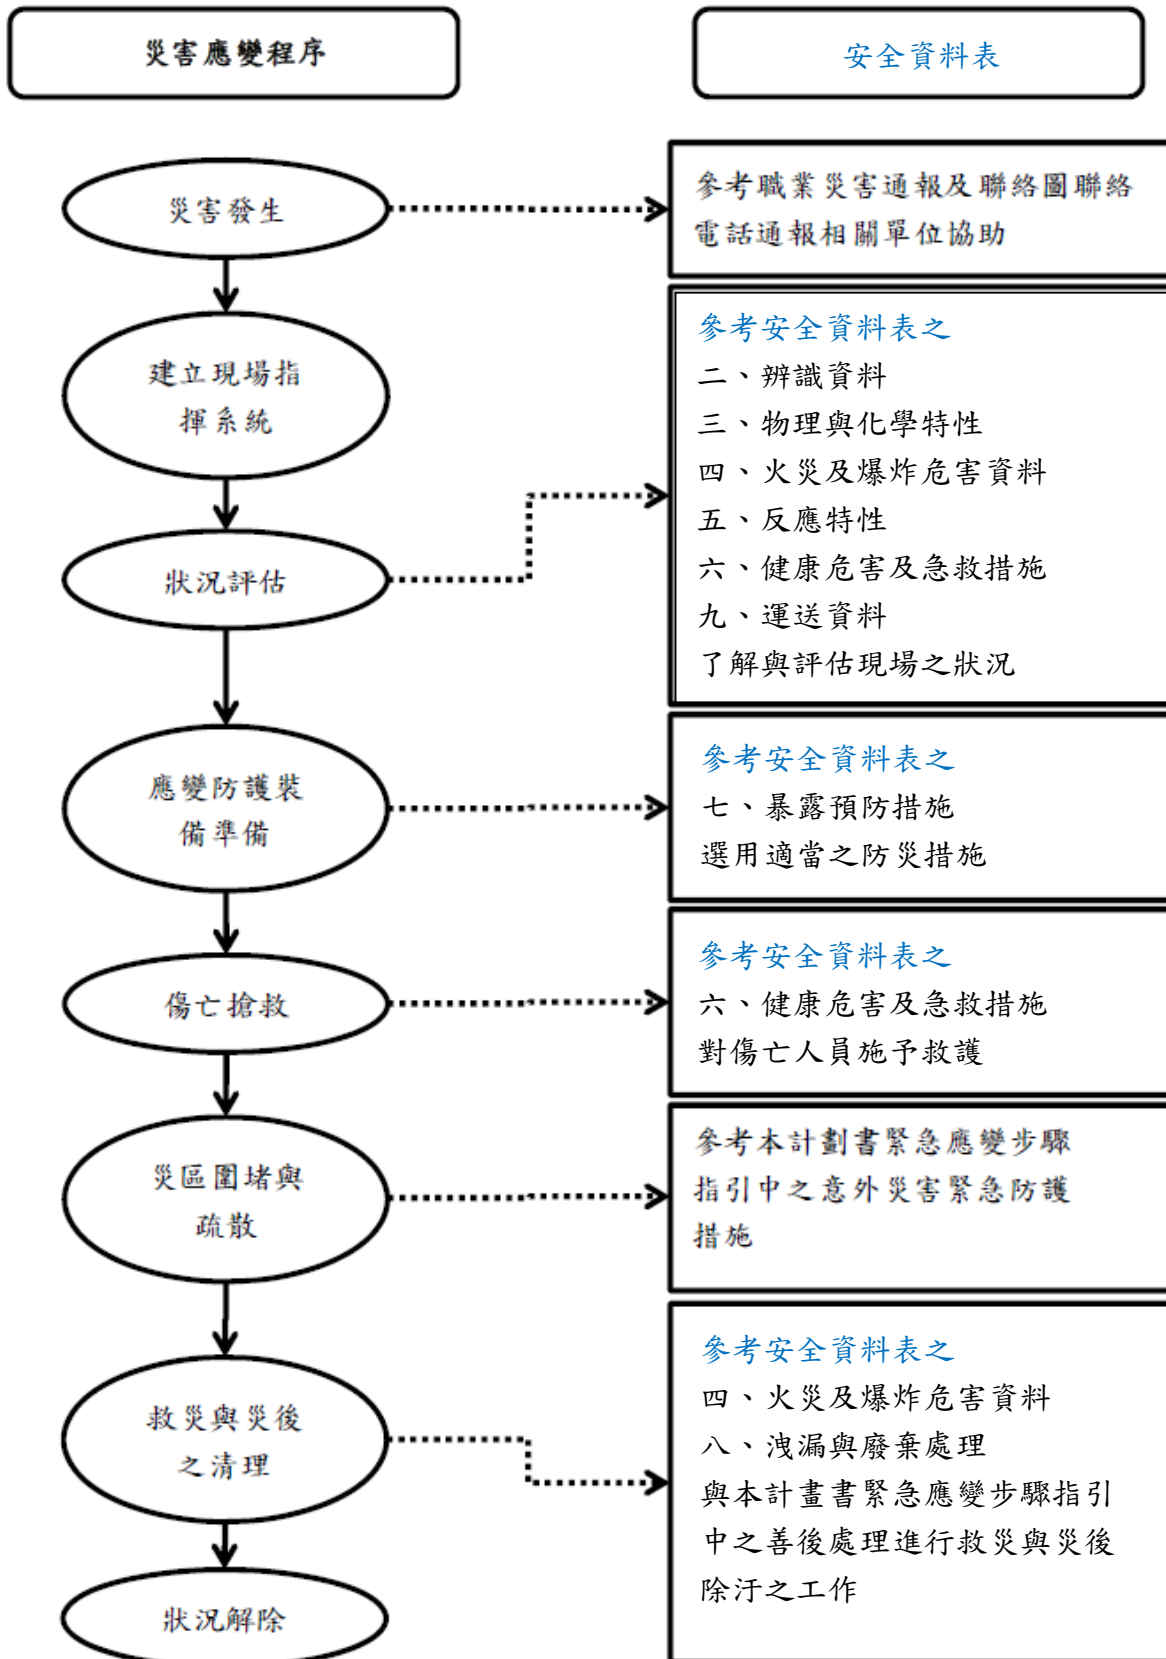 災害應變程序
安全資料表
災害發生
參考職業災害通報及聯絡圖聯絡
電話通報相關單位協助
建立現場指
揮系統
參考安全資料表之
二、辨識資料
三、物理與化學特性
四、火災及爆炸危害資料
五、反應特性
六、健康危害及急救措施
九、運送資料
了解與評估現場之狀況
狀況評估
應變防護裝
備準備
參考安全資料表之
七、暴露預防措施
選用適當之防災措施
傷亡搶救
參考安全資料表之
六、健康危害及急救措施
對傷亡人員施予救護
災區圍堵與
疏散
參考本計劃書緊急應變步驟
指引中之意外災害緊急防護
措施
救災與災後
之清理
參考安全資料表之
四、火災及爆炸危害資料
八、洩漏與廢棄處理
與本計畫書緊急應變步驟指引
中之善後處理進行救災與災後
除汙之工作
狀況解除